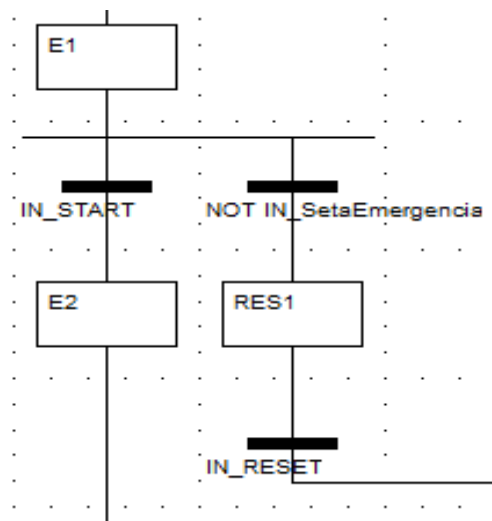 E1
IN_START
NOT IN_SetaEmergencia
E2
RES1
IN_RESET